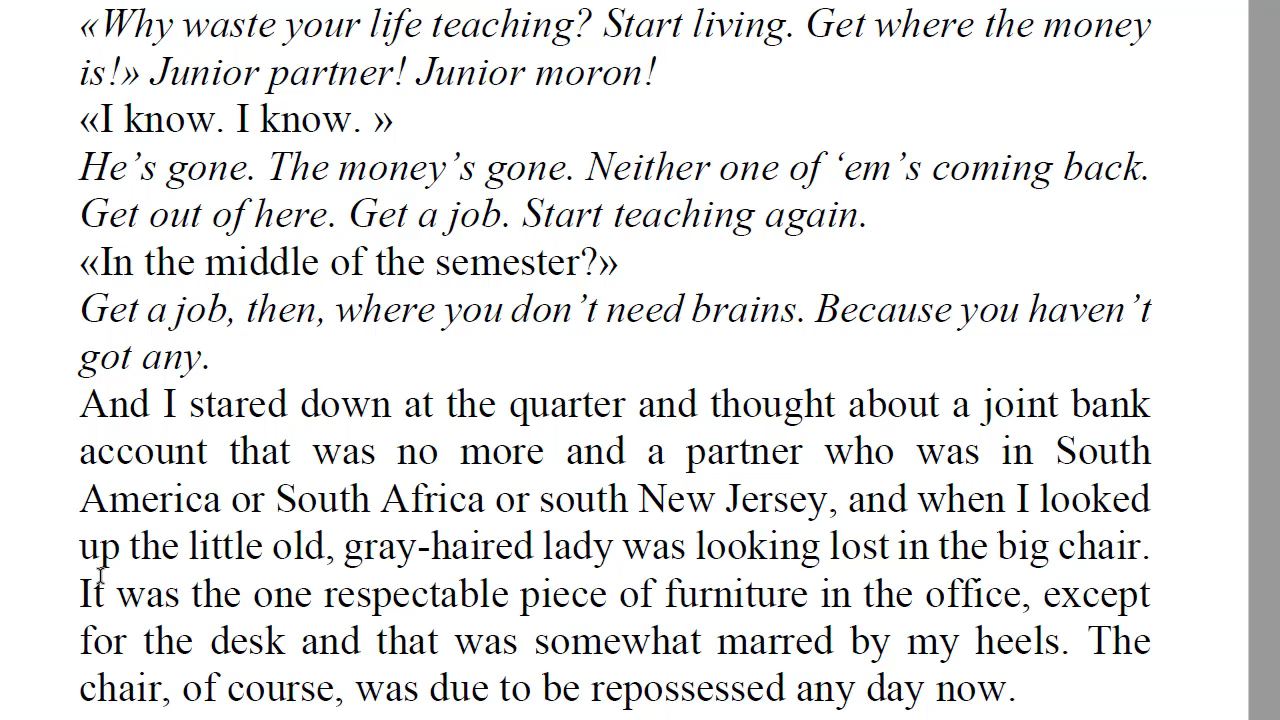 «Why waste your life teaching? Start living. Get where the money
is!» Junior partner! Junior moron!
«I know. I know. »
He’s gone. The money’s gone. Neither one of ‘em’s coming back.
Get out of here. Get a job. Start teaching again.
«In the middle of the semester?»
Get a job, then, where you don’t need brains. Because you haven’t
got any.
And I stared down at the quarter and thought about a joint bank
account that was no more and a partner who was in South
America or South Africa or south New Jersey, and when I looked
up the little old, gray-haired lady was looking lost in the big chair.
It was the one respectable piece of furniture in the office, except
for the desk and that was somewhat marred by my heels. The
chair, of course, was due to be repossessed any day now.